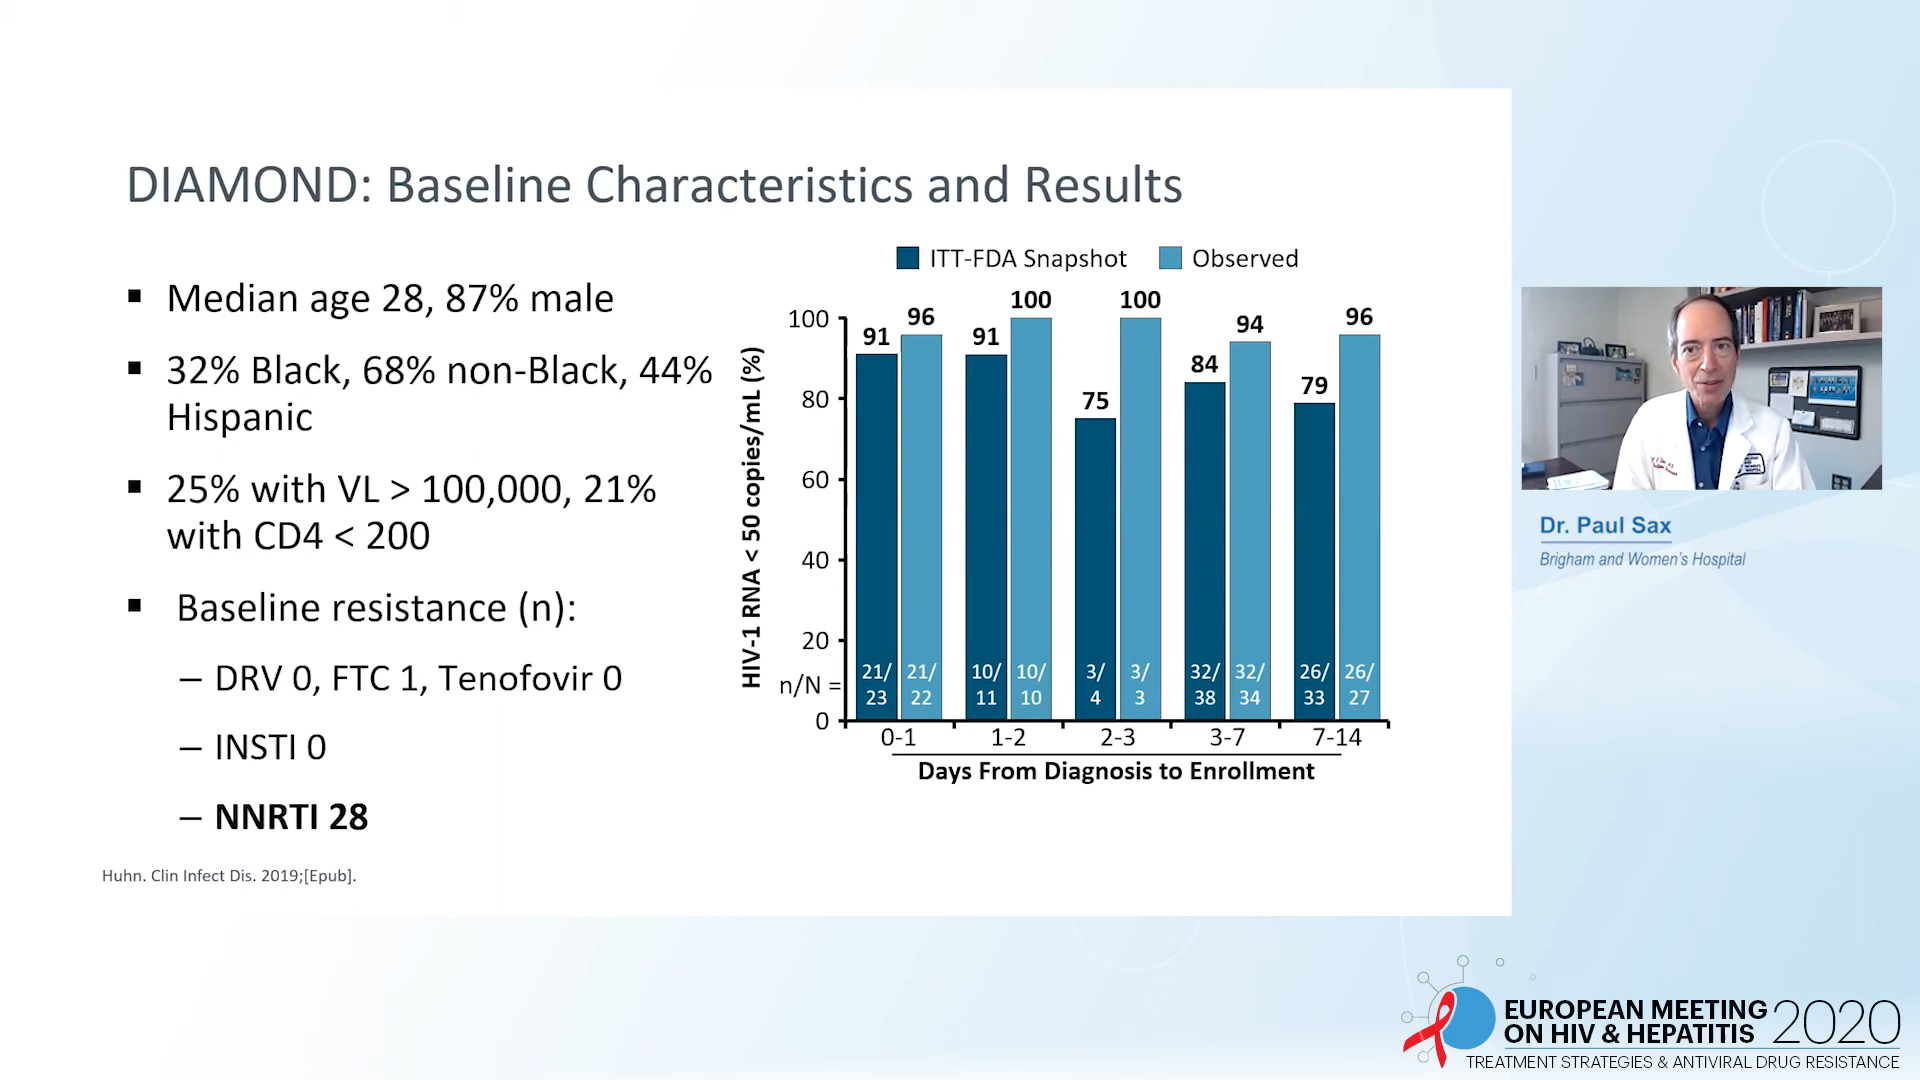 DIAMOND: Baseline Characteristics and Results
▪ Median age 28, 87% male
▪ 32% Black, 68% non-Black, 44%
Hispanic
▪ 25% with VL > 100,000, 21%
with CD4 < 200
▪ Baseline resistance (n):
– DRV 0, FTC 1, Tenofovir 0
– INSTI 0
– NNRTI 28
Huhn. Clin Infect Dis. 2019;[Epub].
ITT-FDA Snapshot Observed
HIV-1 RNA < 50 copies/mL (%)
100
80
60
40
20
0
91 96 91 100 75 100 84 94 79 96
n/N = 21/ 21/ 10/ 10/ 3/ 3/ 32/ 32/ 26/ 26/
23 22 11 10 4 3 38 34 33 27
0-1 1-2 2-3 3-7 7-14
Days From Diagnosis to Enrollment
Dr. Paul Sax
Brigham and Women's Hospital
EUROPEAN MEETING
ON HIV & HEPATITIS 2020
TREATMENT STRATEGIES & ANTIVIRAL DRUG RESISTANCE